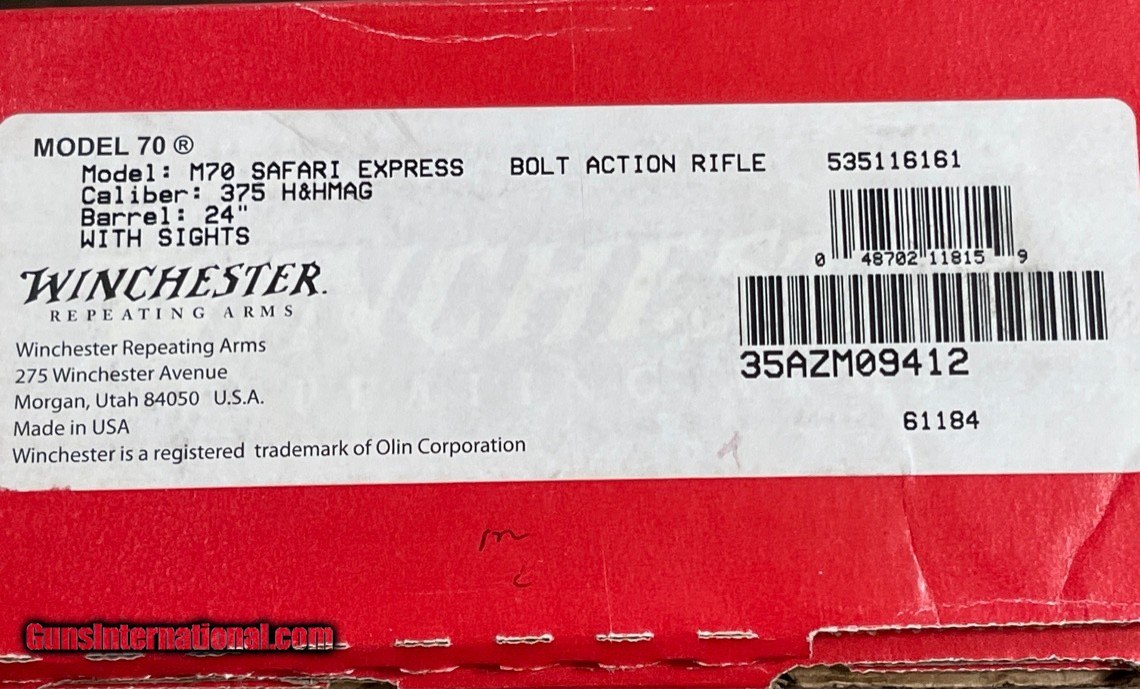 MODEL 70 ®
Model: M70 SAFARI EXPRESS BOLT ACTION RIFLE 535116161
Caliber: 375 H&HMAG
Barrel: 24"
WITH SIGHTS
0 48702 11815 9
WINCHESTER.
REPEATING ARMS
35AZM09412
Winchester Repeating Arms
275 Winchester Avenue
Morgan, Utah 84050 U.S.A.
Made in USA
61184
Winchester is a registered trademark of Olin Corporation
GunsInternational.com